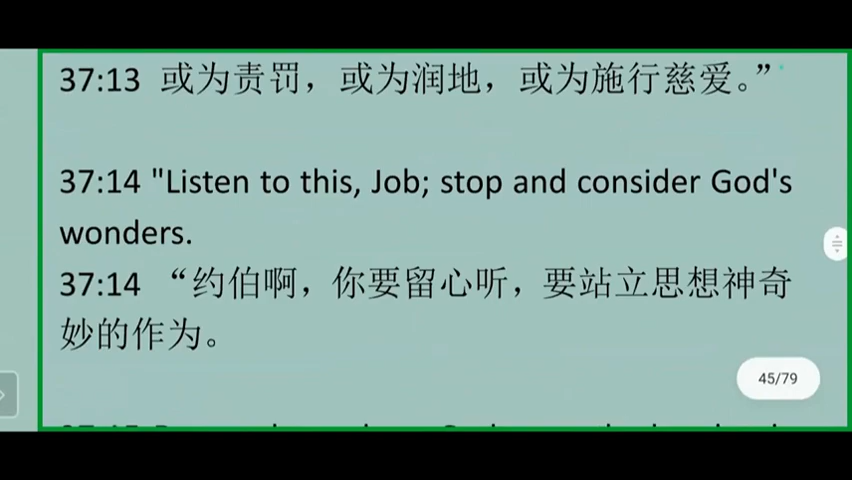 37:13 或为责罚，或为润地，或为施行慈爱。”
37:14 "Listen to this, Job; stop and consider God's
wonders.
37:14 “约伯啊，你要留心听，要站立思想神奇
妙的作为。
45/79